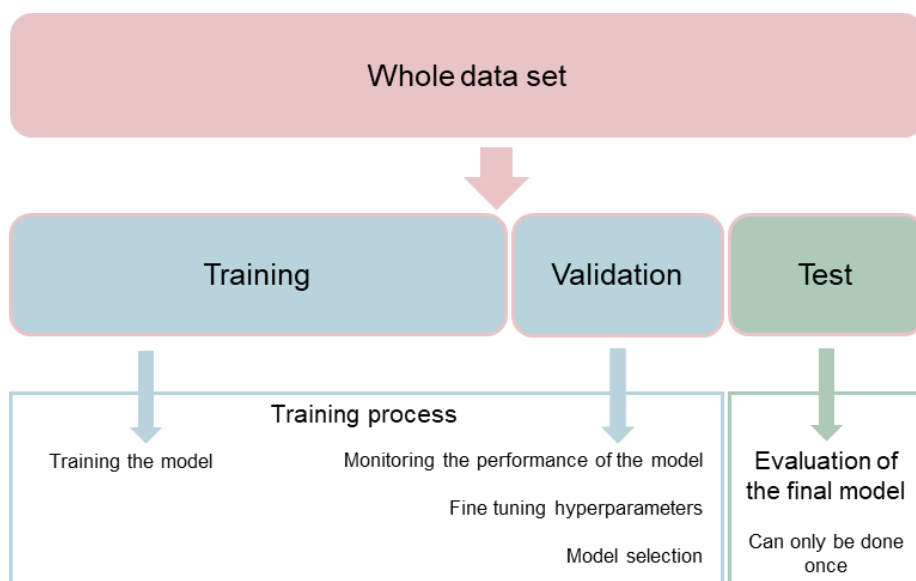 Whole data set
Training
Validation
Test
Training process
Training the model
Monitoring the performance of the model
Fine tuning hyperparameters
Model selection
Evaluation of
the final model
Can only be done
once